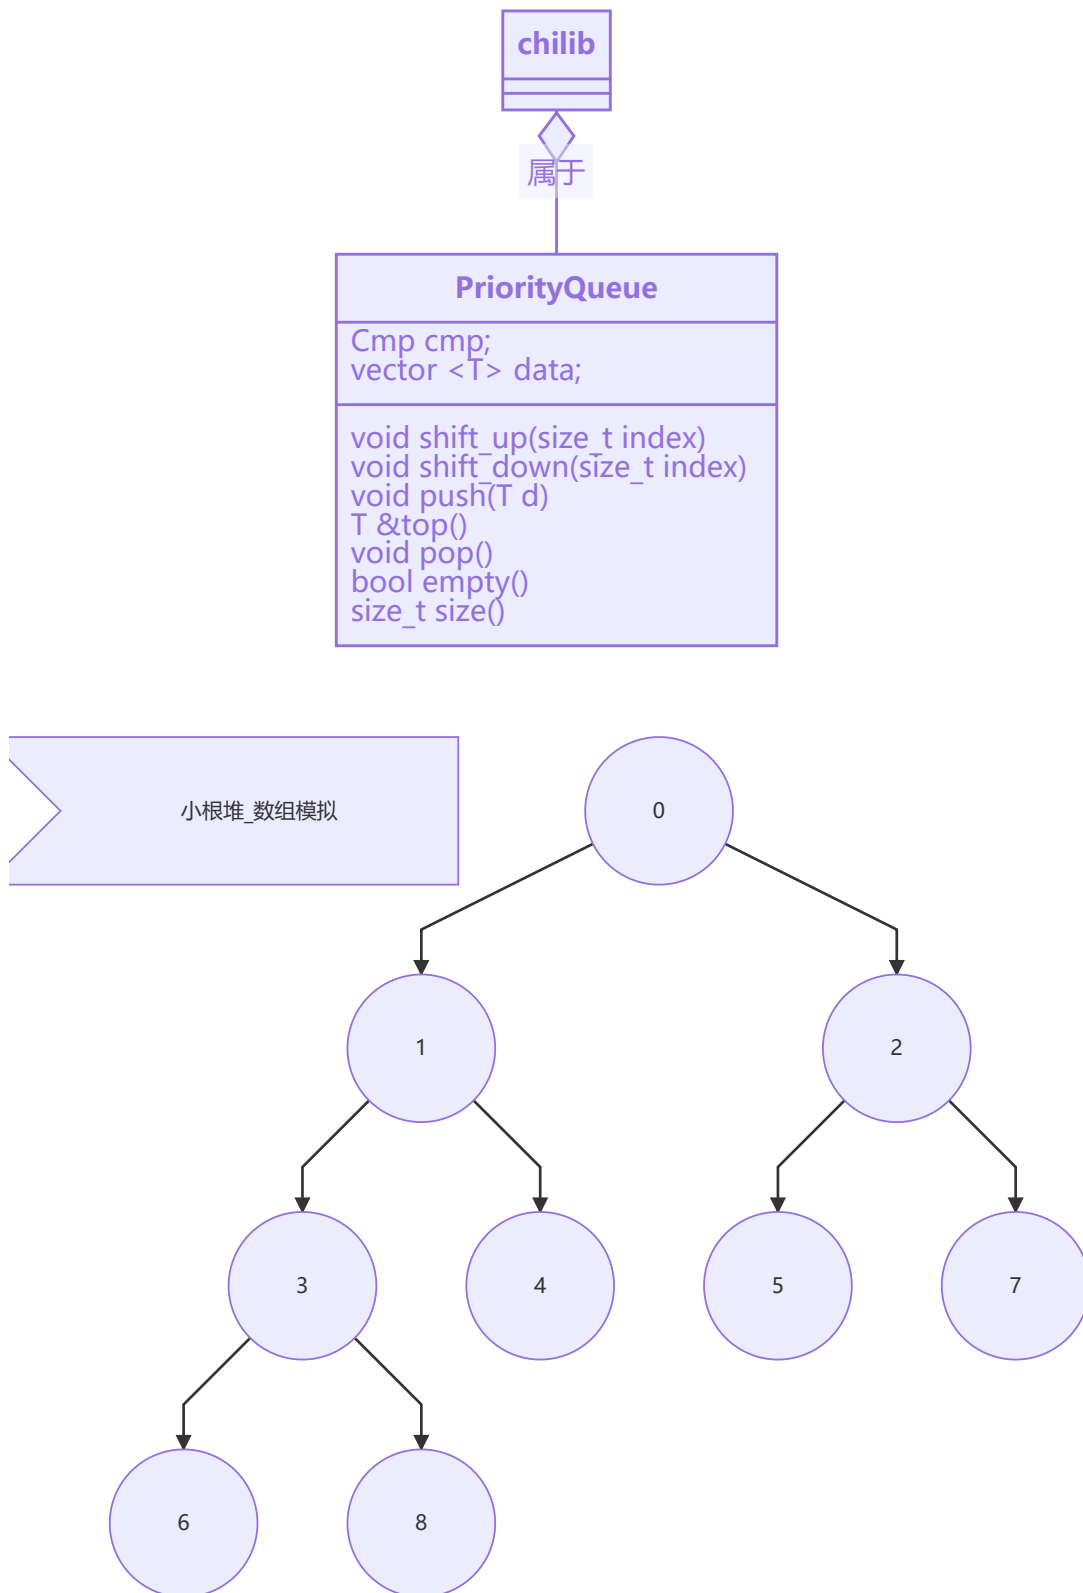 chilib
属于
PriorityQueue
Cmp cmp;
vector <T> data;
void shift_up(size_t index)
void shift_down(size_t index)
void push(T d)
T &top()
void pop()
bool empty()
size_t size()
小根堆_数组模拟
0
1
2
3
4
5
7
6
8